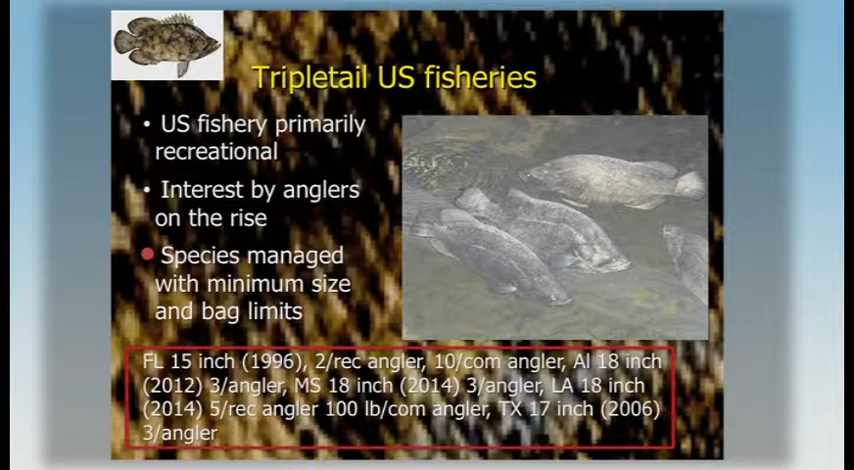 Tripletail US fisheries
• US fishery primarily
recreational
• Interest by anglers
on the rise
• Species managed
with minimum size
and bag limits
FL 15 inch (1996), 2/rec angler, 10/com angler, Al 18 inch
(2012) 3/angler, MS 18 inch (2014) 3/angler, LA 18 inch
(2014) 5/rec angler 100 lb/com angler, TX 17 inch (2006)
3/angler